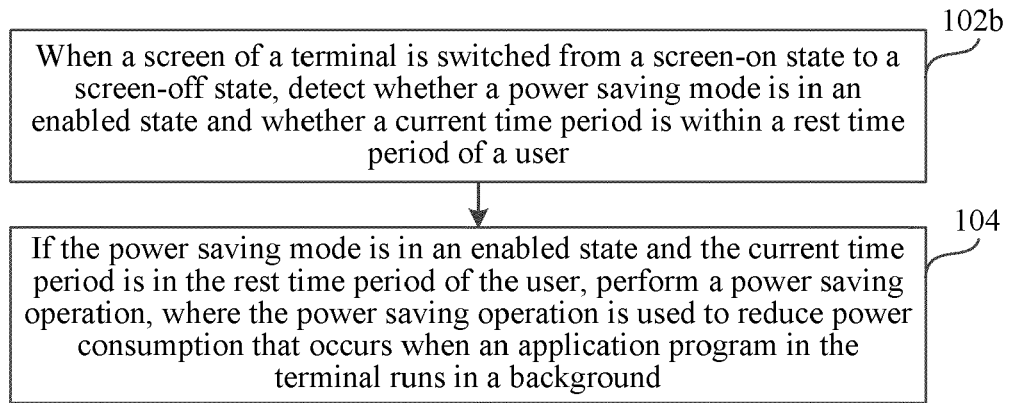 102b
When a screen of a terminal is switched from a screen-on state to a
screen-off state, detect whether a power saving mode is in an
enabled state and whether a current time period is within a rest time
period of a user
104
If the power saving mode is in an enabled state and the current time
period is in the rest time period of the user, perform a power saving
operation, where the power saving operation is used to reduce power
consumption that occurs when an application program in the
terminal runs in a background